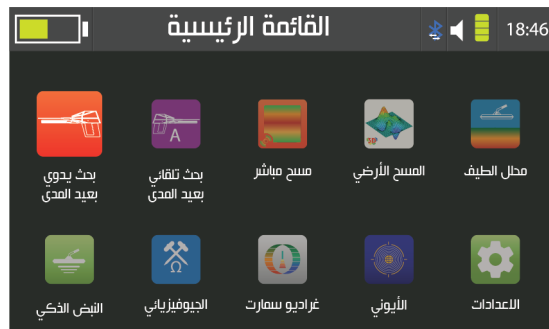 القائمة الرئيسية
18:46
محلل الطيف
المسح الأرضي
مسح مباشر
بحث تلقائي
بعيد المدى
بحث يدوي
بعيد المدى
A
3D
الاعدادات
الأيوني
غراديو سمارت
الجيوفيزيائي
النبض الذكي
Ω